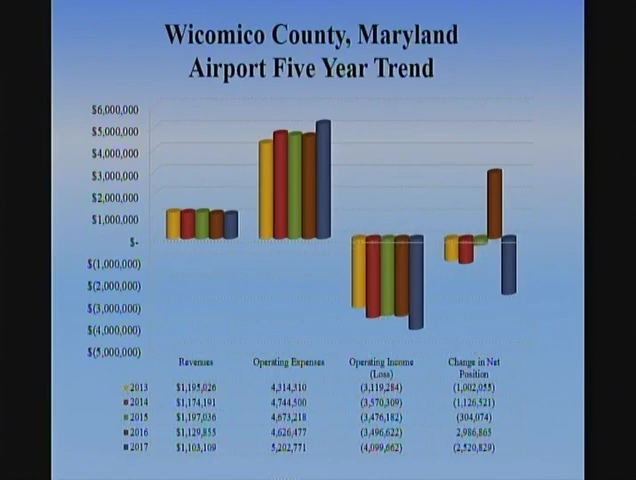 Wicomico County, Maryland
Airport Five Year Trend
$6,000,000
$5,000,000
$4,000,000
$3,000,000
$2,000,000
$1,000,000
$-
$(1,000,000)
$(2,000,000)
$(3,000,000)
$(4,000,000)
$(5,000,000)
Revenues Operating Expenses Operating Income (Loss) Change in Net Position
2013 $1,195,026 4,314,310 (3,119,284) (1,002,055)
2014 $1,174,191 4,744,500 (3,570,309) (1,126,521)
2015 $1,197,036 4,673,218 (3,476,182) (304,074)
2016 $1,129,855 4,626,477 (3,496,622) 2,986,865
2017 $1,103,109 5,202,771 (4,099,662) (2,520,829)